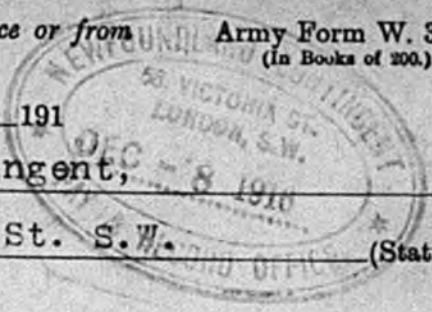 ce or from Army Form W. 3
(In Books of 200.)
191
ngent,
St. S.W. (Stat
NEWFOUNDLAND CONTINGENT
58, VICTORIA ST.
LONDON, S.W.
DEC - 8 1916
PAY & RECORD OFFICE